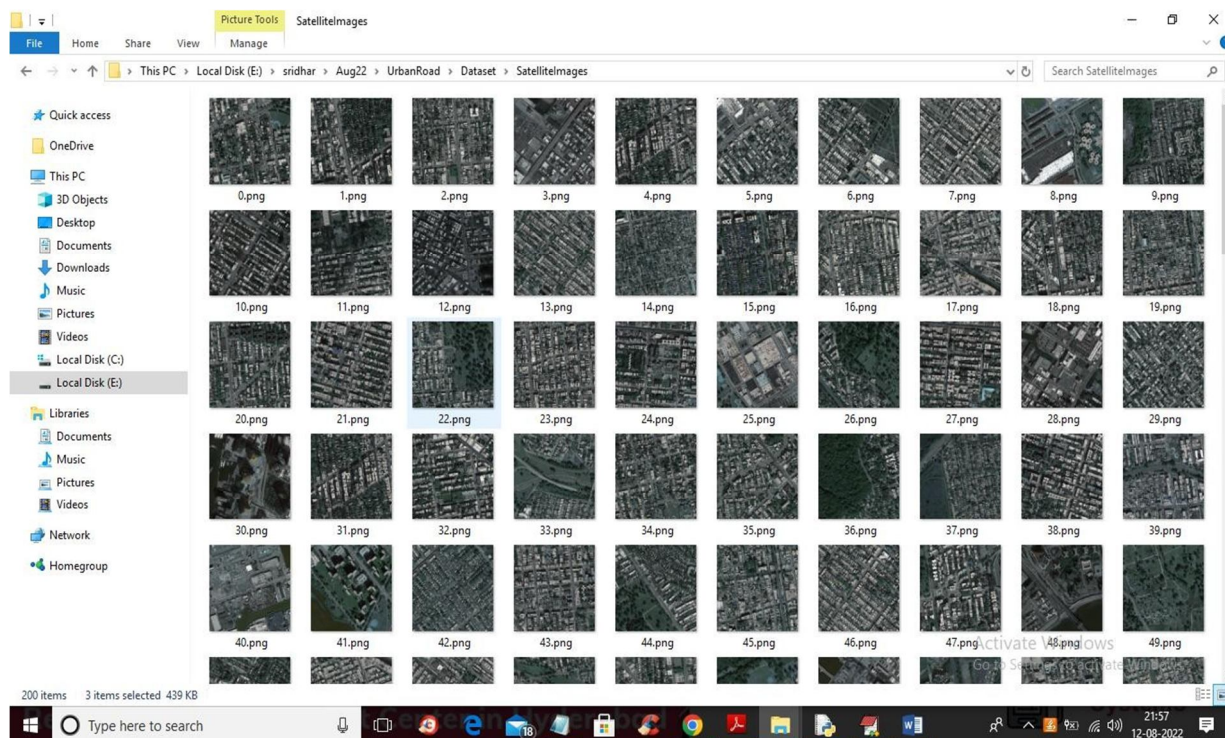 Picture Tools SatelliteImages
File Home Share View Manage
This PC Local Disk (E:) sridhar Aug22 UrbanRoad Dataset SatelliteImages Search SatelliteImages
Quick access
OneDrive
This PC
3D Objects
Desktop
Documents
Downloads
Music
Pictures
Videos
Local Disk (C:)
Local Disk (E:)
Libraries
Documents
Music
Pictures
Videos
Network
Homegroup
0.png 1.png 2.png 3.png 4.png 5.png 6.png 7.png 8.png 9.png
10.png 11.png 12.png 13.png 14.png 15.png 16.png 17.png 18.png 19.png
20.png 21.png 22.png 23.png 24.png 25.png 26.png 27.png 28.png 29.png
30.png 31.png 32.png 33.png 34.png 35.png 36.png 37.png 38.png 39.png
40.png 41.png 42.png 43.png 44.png 45.png 46.png 47.png 48.png 49.png
Activate Windows
Go to Settings to activate Windows.
200 items 3 items selected 439 KB
Type here to search
18
21:57
12-08-2022